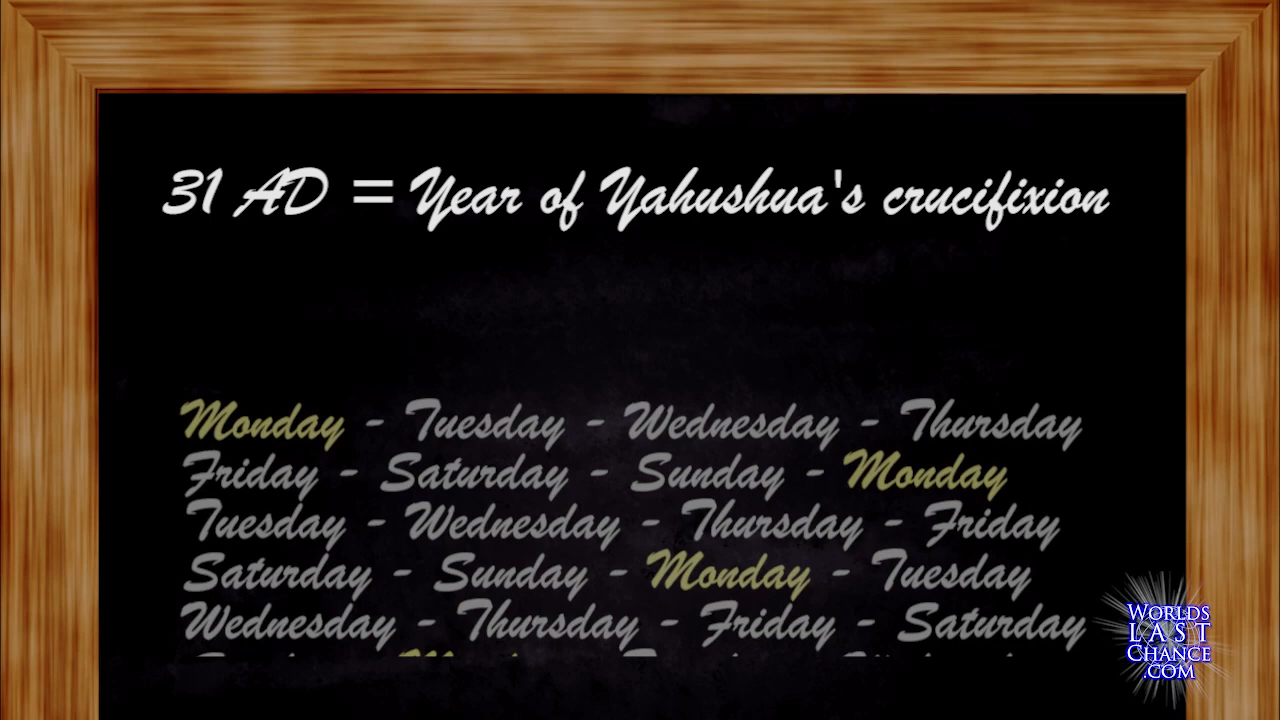 31 AD = Year of Yahushua's crucifixion
Monday - Tuesday - Wednesday - Thursday
Friday - Saturday - Sunday - Monday
Tuesday - Wednesday - Thursday - Friday
Saturday - Sunday - Monday - Tuesday
Wednesday - Thursday - Friday - Saturday
WORLDS
LAST
CHANCE
.COM